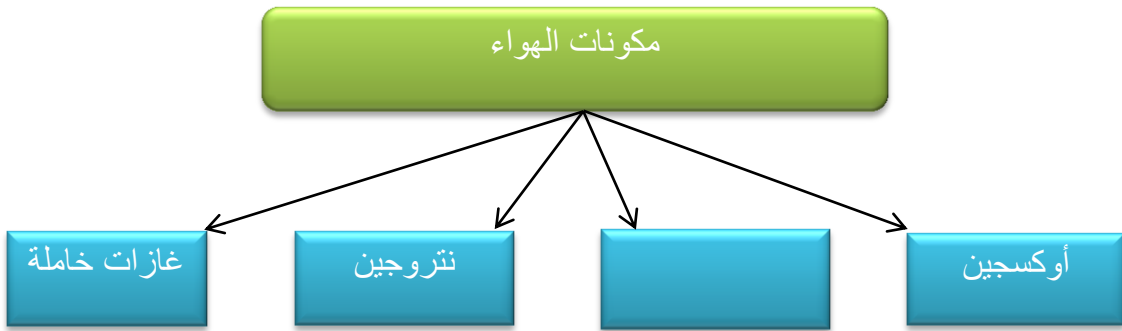 مكونات الهواء
أوكسجين
نتروجين
غازات خاملة